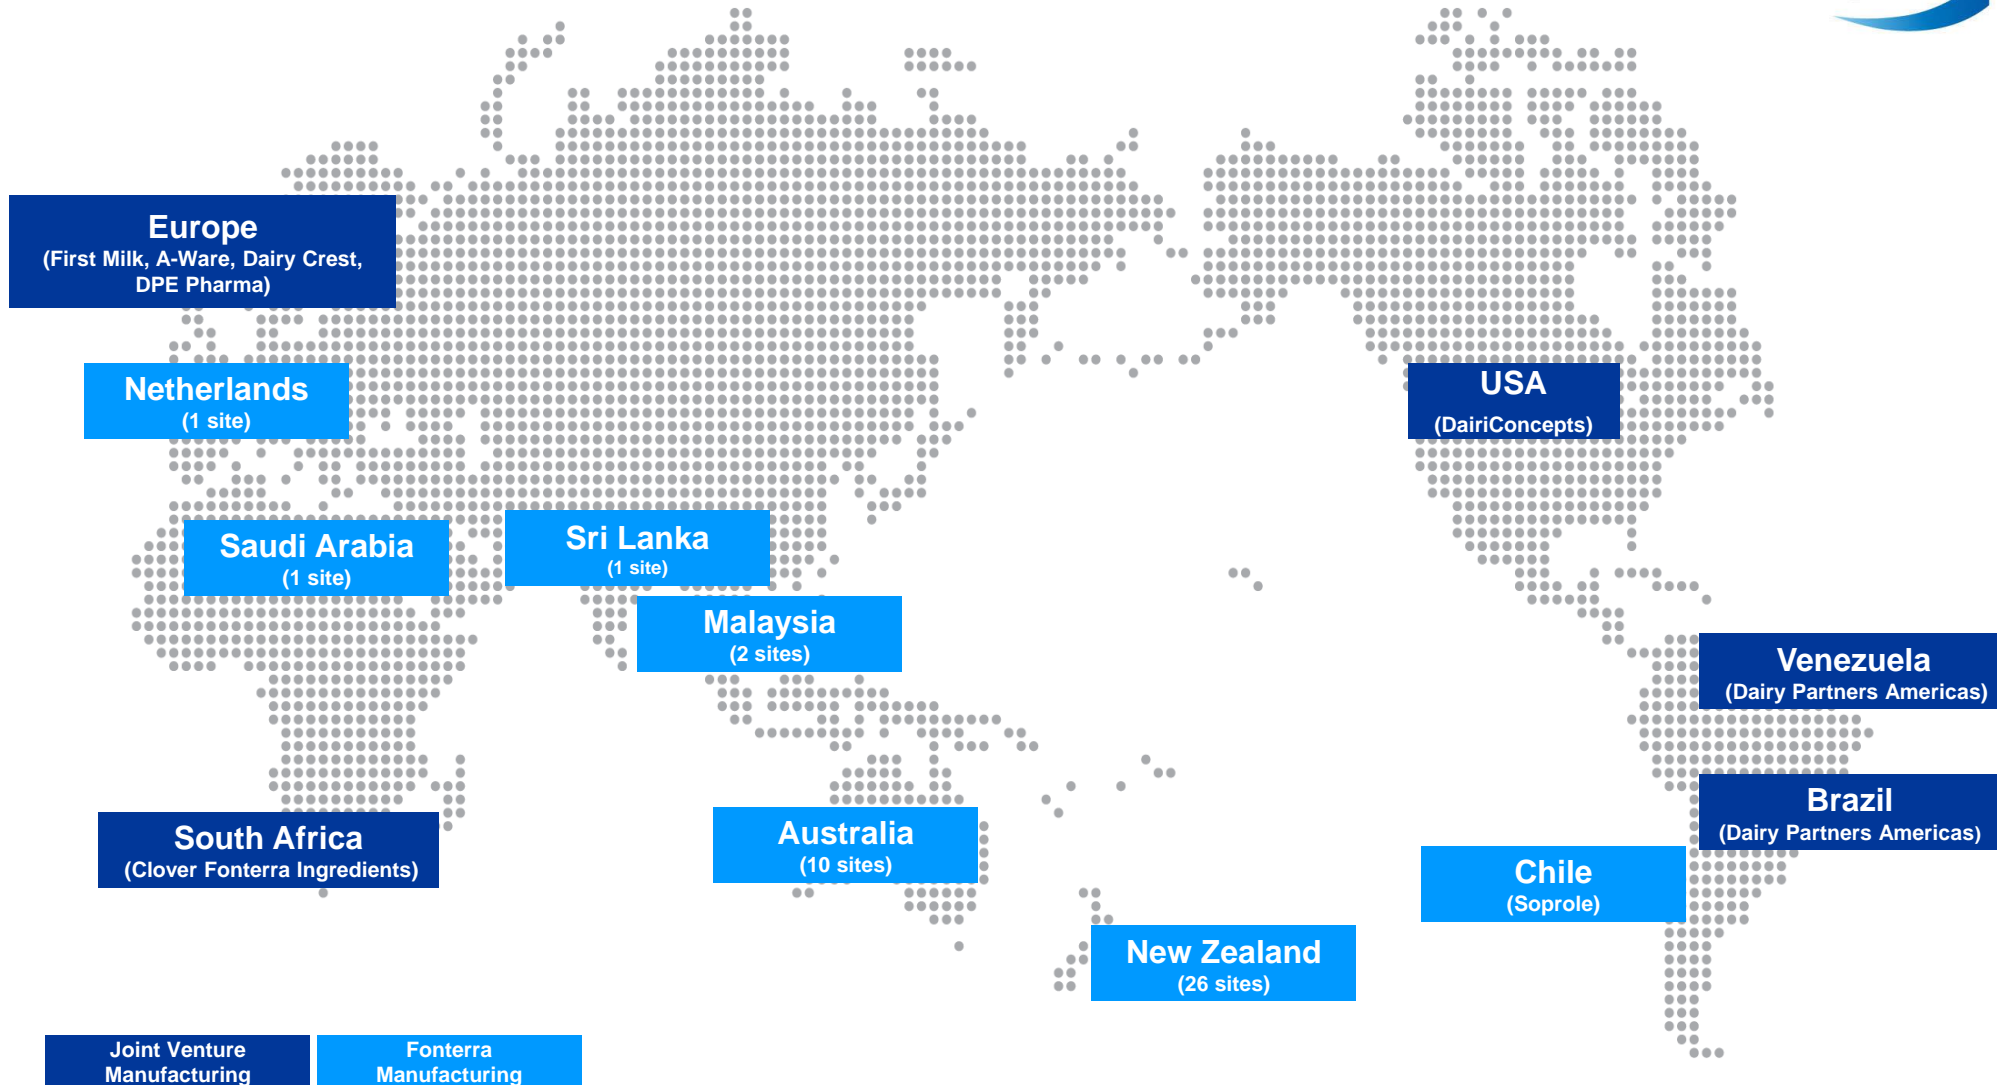 Europe
(First Milk, A-Ware, Dairy Crest,
DPE Pharma)
Netherlands
(1 site)
USA
(DairiConcepts)
Saudi Arabia
(1 site)
Sri Lanka
(1 site)
Malaysia
(2 sites)
Venezuela
(Dairy Partners Americas)
Brazil
(Dairy Partners Americas)
South Africa
(Clover Fonterra Ingredients)
Australia
(10 sites)
Chile
(Soprole)
New Zealand
(26 sites)
Joint Venture
Manufacturing
Fonterra
Manufacturing